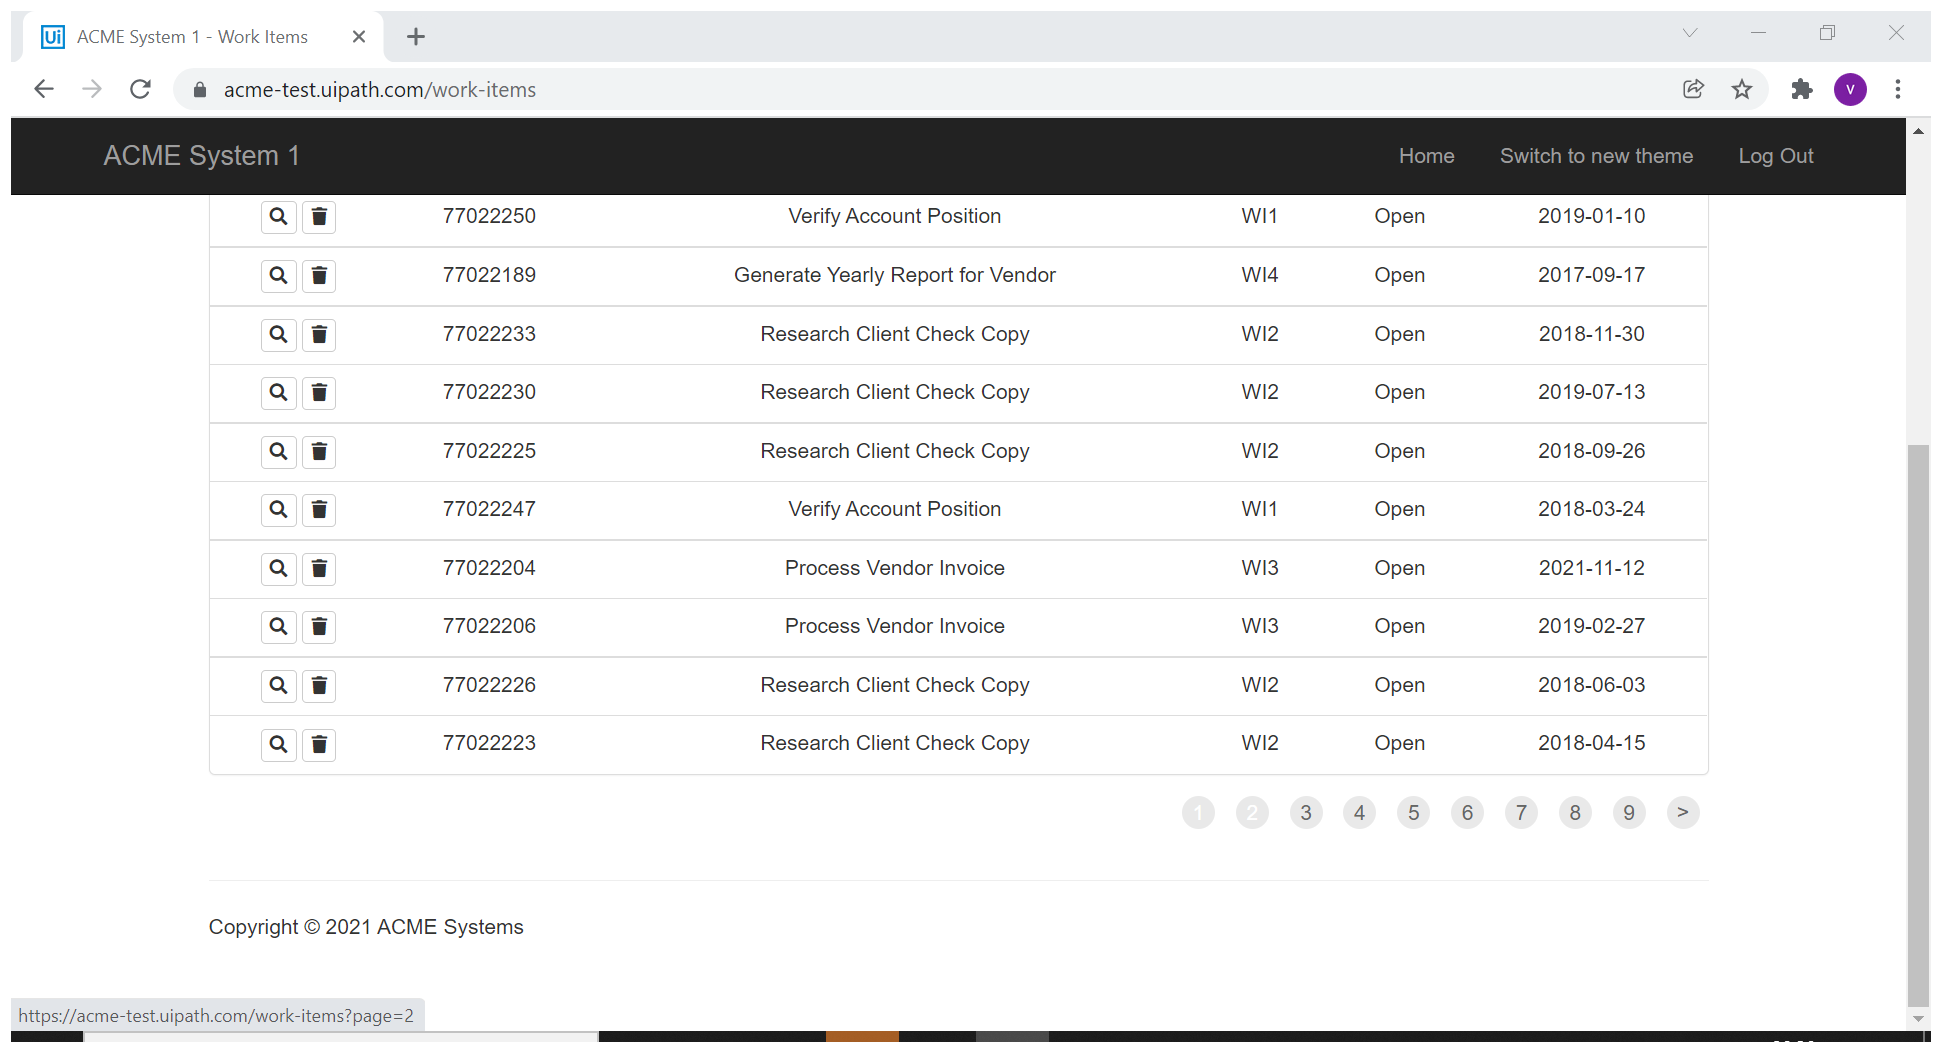 Ui ACME System 1 - Work Items
acme-test.uipath.com/work-items
V
ACME System 1 Home Switch to new theme Log Out
77022250 Verify Account Position WI1 Open 2019-01-10
77022189 Generate Yearly Report for Vendor WI4 Open 2017-09-17
77022233 Research Client Check Copy WI2 Open 2018-11-30
77022230 Research Client Check Copy WI2 Open 2019-07-13
77022225 Research Client Check Copy WI2 Open 2018-09-26
77022247 Verify Account Position WI1 Open 2018-03-24
77022204 Process Vendor Invoice WI3 Open 2021-11-12
77022206 Process Vendor Invoice WI3 Open 2019-02-27
77022226 Research Client Check Copy WI2 Open 2018-06-03
77022223 Research Client Check Copy WI2 Open 2018-04-15
1 2 3 4 5 6 7 8 9 >
Copyright © 2021 ACME Systems
https://acme-test.uipath.com/work-items?page=2